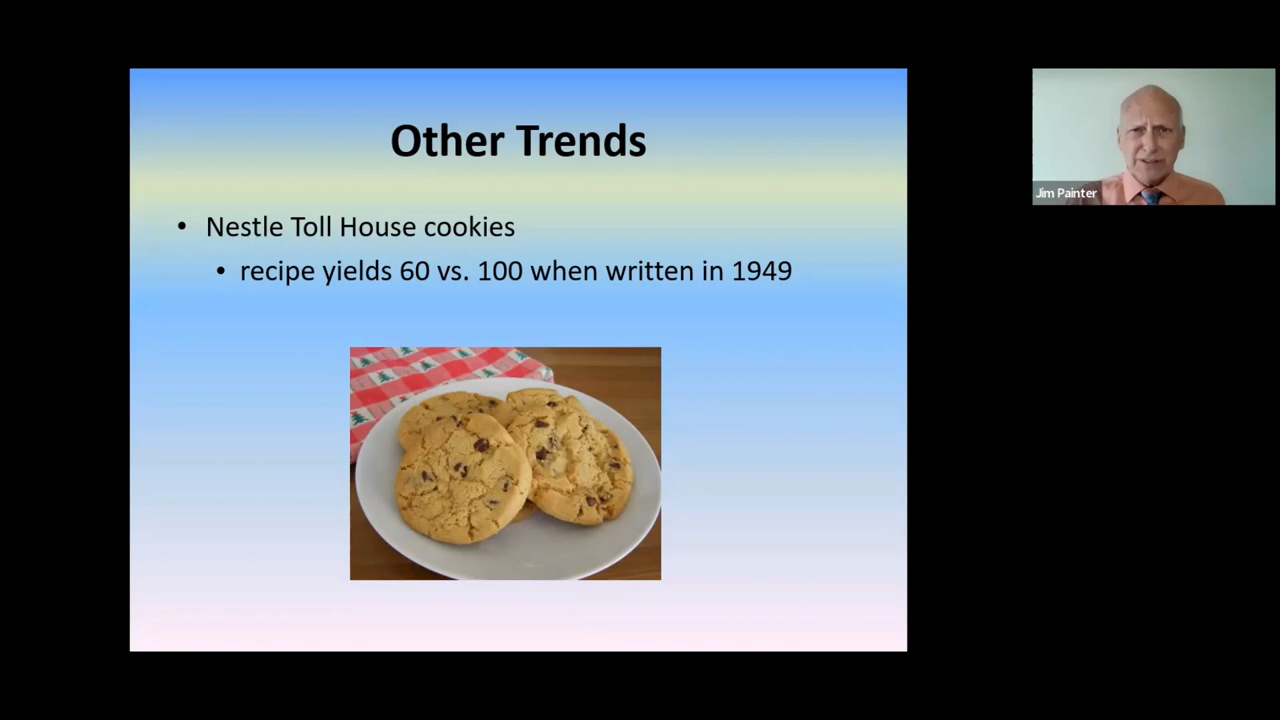 Other Trends
• Nestle Toll House cookies
• recipe yields 60 vs. 100 when written in 1949
Jim Painter